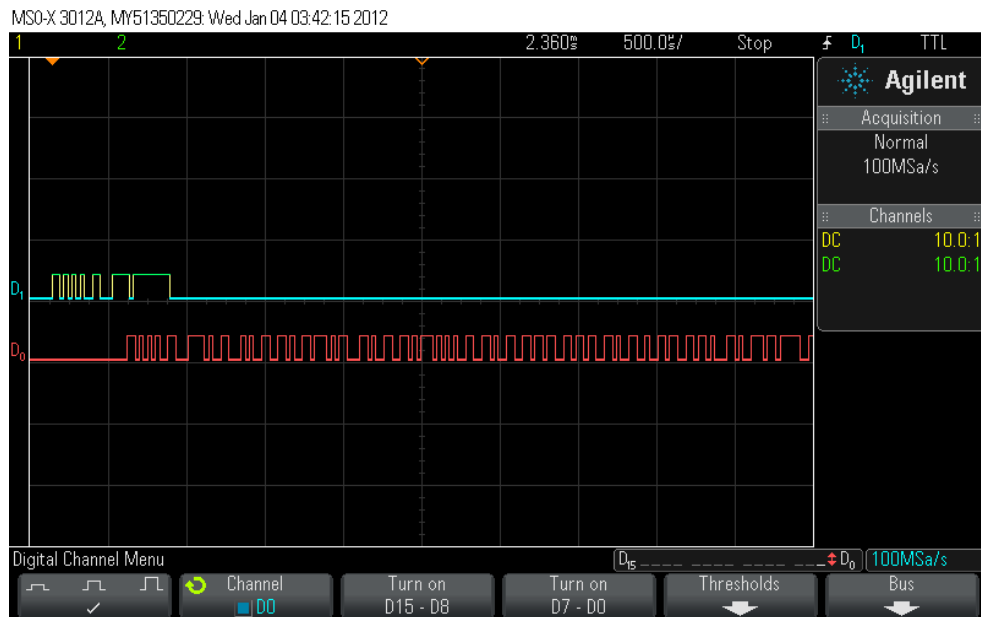 MSO-X 3012A, MY51350229: Wed Jan 04 03:42:15 2012
1 2 2.360ms 500.0s/ Stop D1 TTL
Agilent
Acquisition
Normal
100MSa/s
Channels
DC 10.0:1
DC 10.0:1
D1
D0
Digital Channel Menu
D15 D0 100MSa/s
Channel
D0
Turn on
D15 - D8
Turn on
D7 - D0
Thresholds
Bus